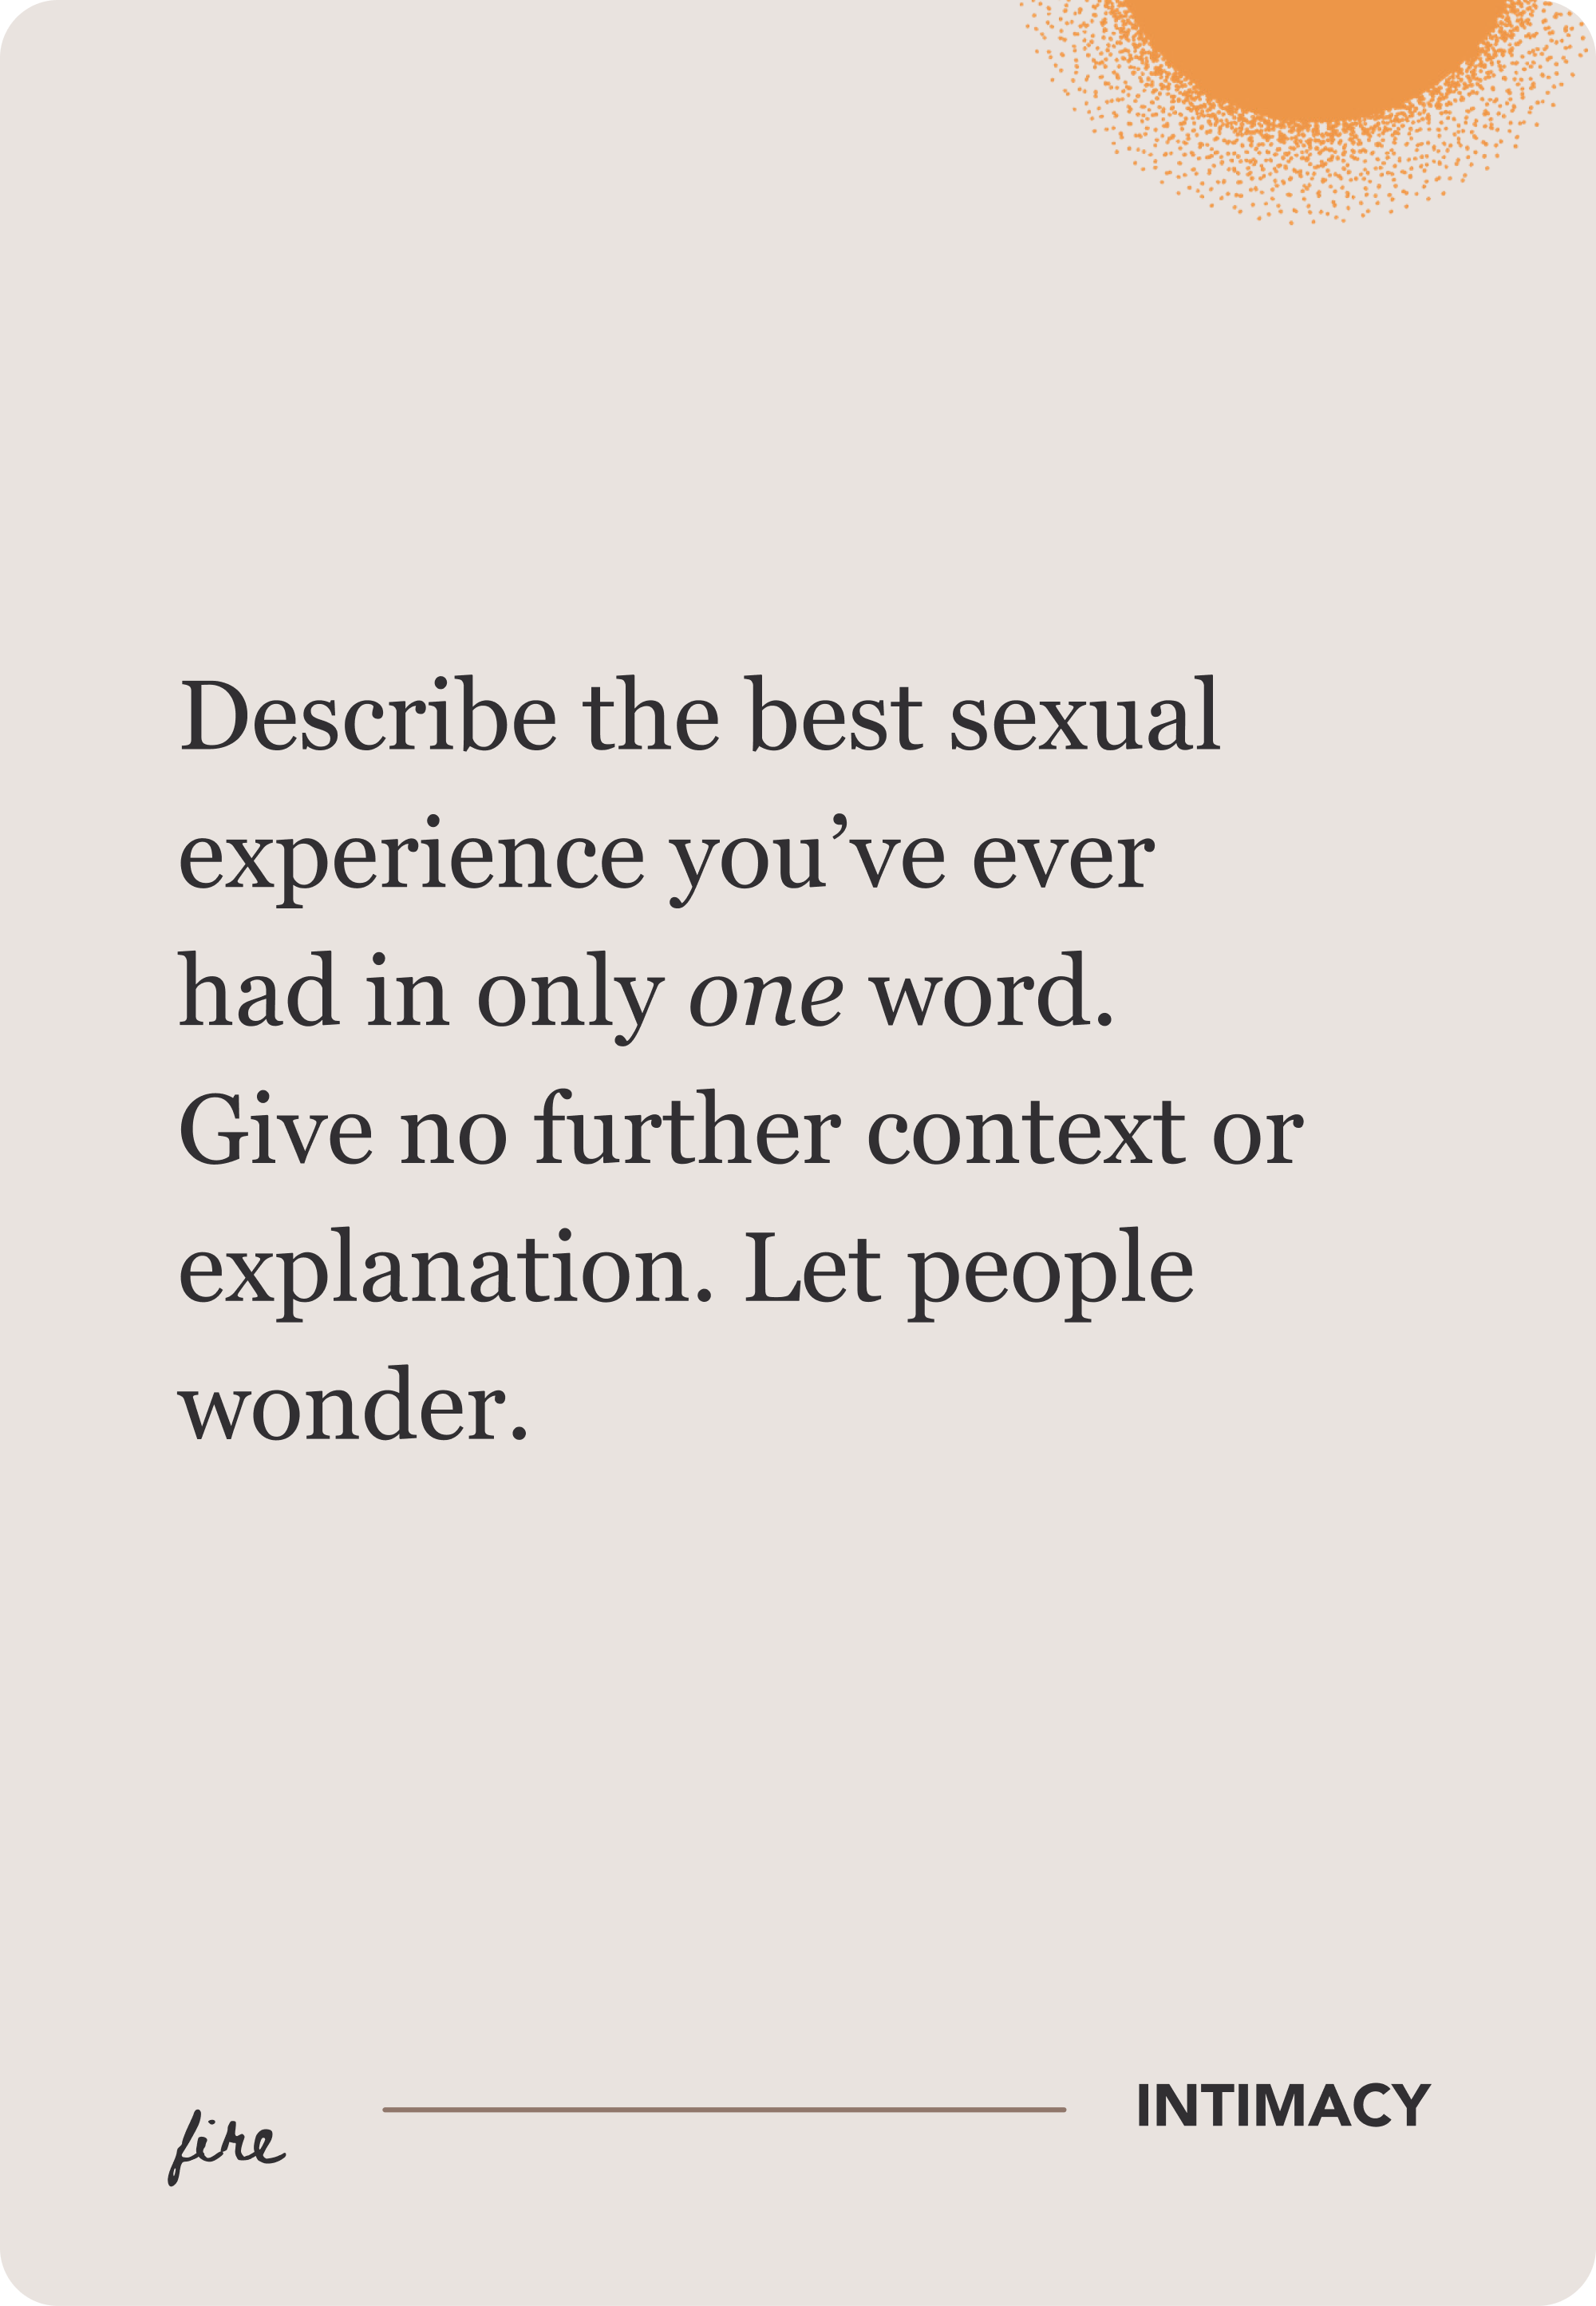 Describe the best sexual
experience you’ve ever
had in only one word.
Give no further context or
explanation. Let people
wonder.
fire
INTIMACY